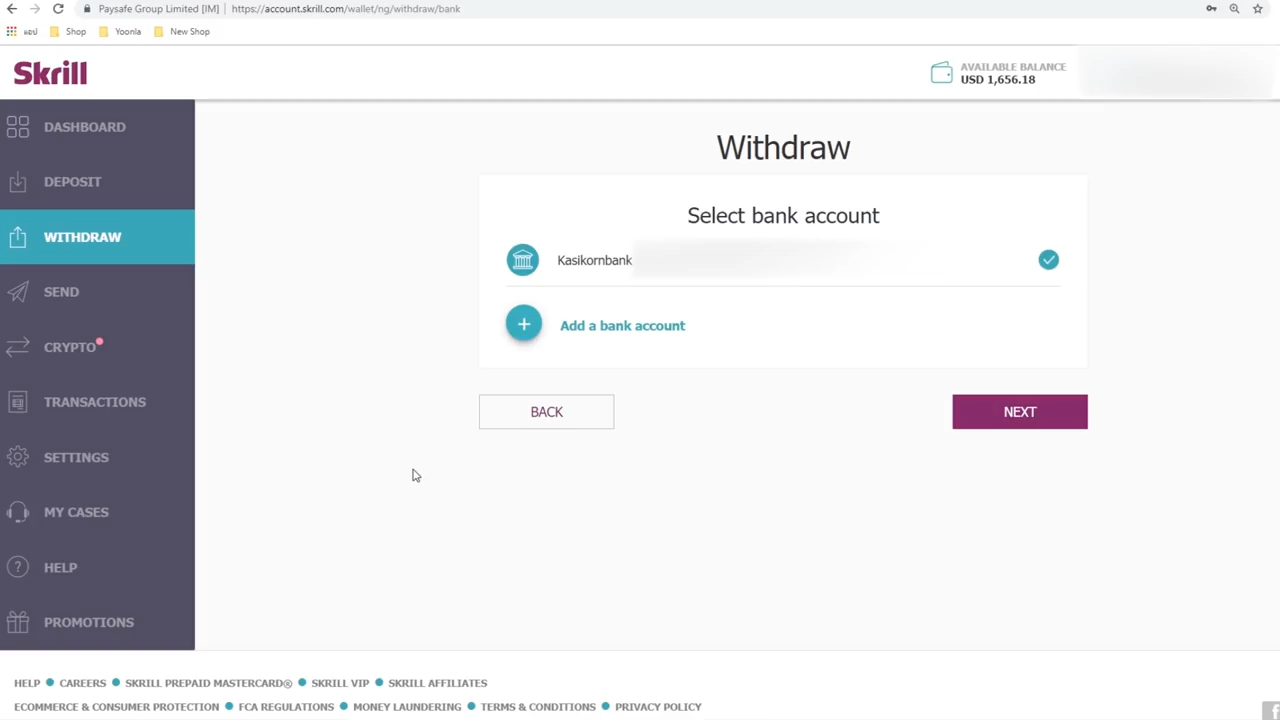 Paysafe Group Limited [IM] | https://account.skrill.com/wallet/ng/withdraw/bank
แอป Shop Yoonla New Shop
Skrill
AVAILABLE BALANCE
USD 1,656.18
DASHBOARD
DEPOSIT
WITHDRAW
SEND
CRYPTO
TRANSACTIONS
SETTINGS
MY CASES
HELP
PROMOTIONS
Withdraw
Select bank account
Kasikornbank
Add a bank account
BACK NEXT
HELP CAREERS SKRILL PREPAID MASTERCARD® SKRILL VIP SKRILL AFFILIATES
ECOMMERCE & CONSUMER PROTECTION FCA REGULATIONS MONEY LAUNDERING TERMS & CONDITIONS PRIVACY POLICY